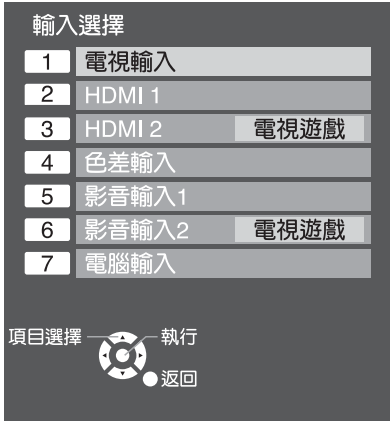 輸入選擇
1 電視輸入
2 HDMI 1
3 HDMI 2 電視遊戲
4 色差輸入
5 影音輸入1
6 影音輸入2 電視遊戲
7 電腦輸入
項目選擇 執行
返回